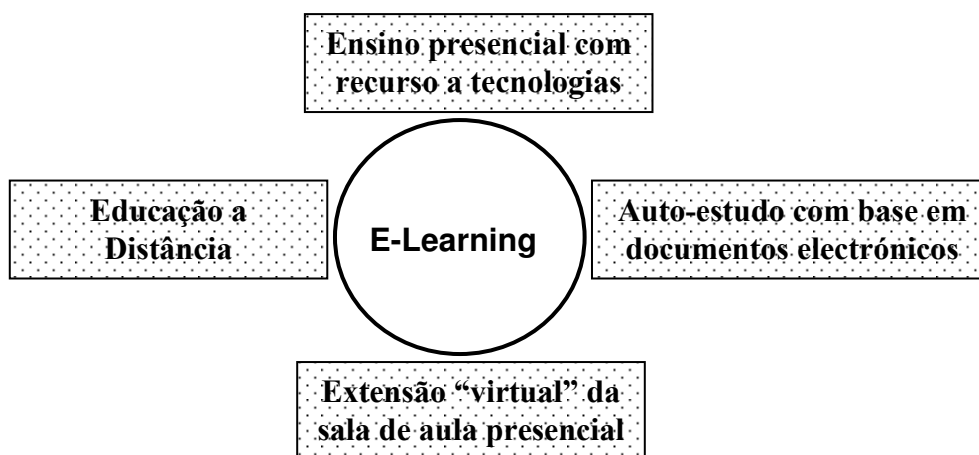 Ensino presencial com
recurso a tecnologias
Educação a
Distância
E-Learning
Auto-estudo com base em
documentos electrónicos
Extensão “virtual” da
sala de aula presencial